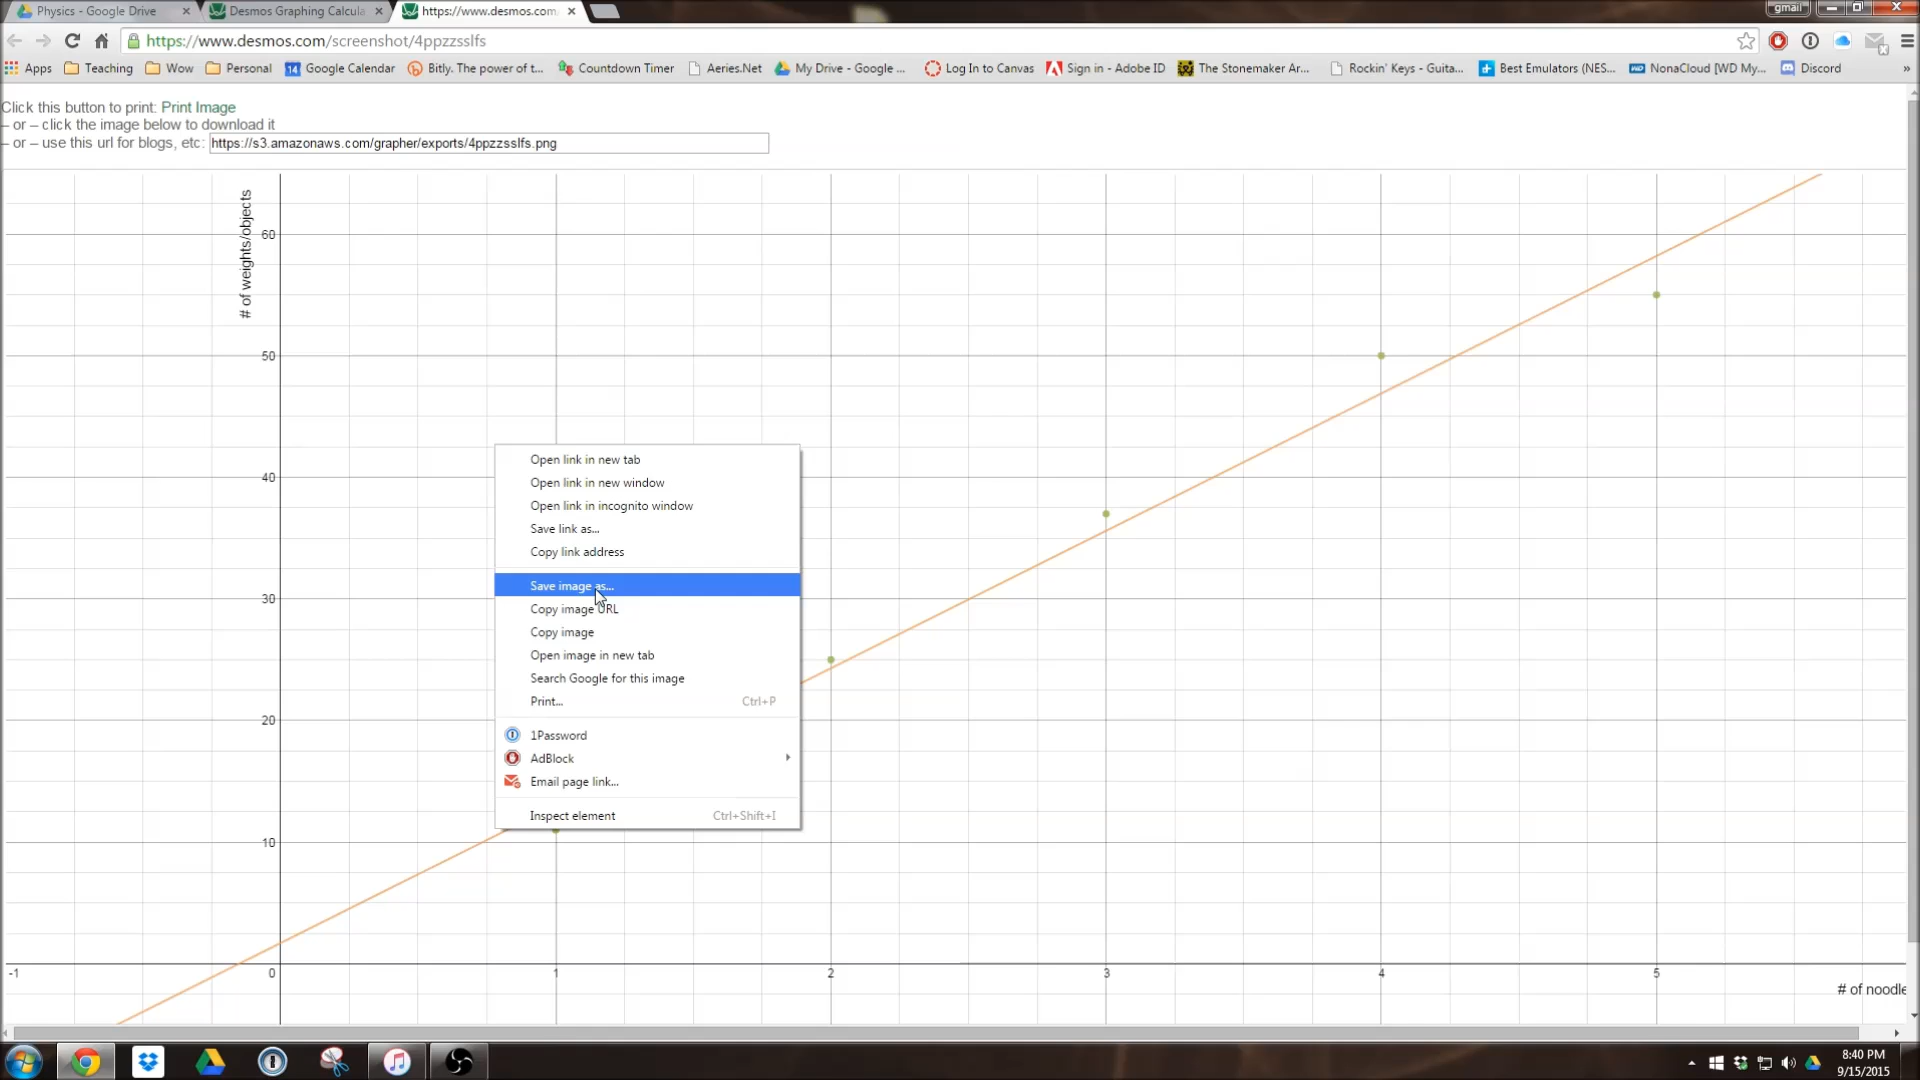 Physics - Google Drive
Desmos Graphing Calcula
https://www.desmos.com
gmail
https://www.desmos.com/screenshot/4ppzzsslfs
Apps
Teaching
Wow
Personal
14 Google Calendar
Bitly. The power of t...
Countdown Timer
Aeries.Net
My Drive - Google ...
Log In to Canvas
Sign in - Adobe ID
The Stonemaker Ar...
Rockin' Keys - Guita...
Best Emulators (NES...
WD NonaCloud [WD My...
Discord
»
Click this button to print: Print Image
– or – click the image below to download it
– or – use this url for blogs, etc: https://s3.amazonaws.com/grapher/exports/4ppzzsslfs.png
# of weights/objects
60
50
40
30
20
10
Open link in new tab
Open link in new window
Open link in incognito window
Save link as...
Copy link address
Save image as...
Copy image URL
Copy image
Open image in new tab
Search Google for this image
Print... Ctrl+P
1Password
AdBlock
Email page link...
Inspect element Ctrl+Shift+I
-1 0 1 2 3 4 5
# of noodle
8:40 PM
9/15/2015